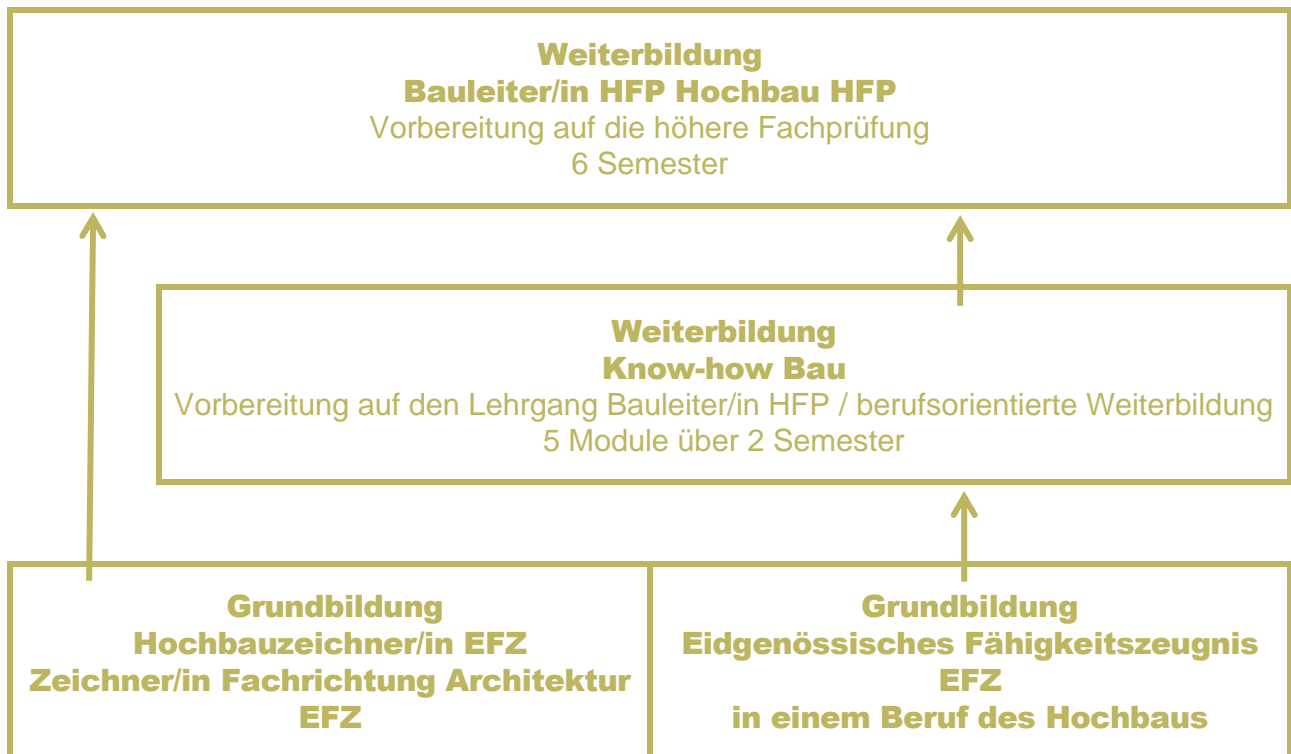 Weiterbildung
Bauleiter/in HFP Hochbau HFP
Vorbereitung auf die höhere Fachprüfung
6 Semester
Weiterbildung
Know-how Bau
Vorbereitung auf den Lehrgang Bauleiter/in HFP / berufsorientierte Weiterbildung
5 Module über 2 Semester
Grundbildung
Hochbauzeichner/in EFZ
Zeichner/in Fachrichtung Architektur
EFZ
Grundbildung
Eidgenössisches Fähigkeitszeugnis
EFZ
in einem Beruf des Hochbaus